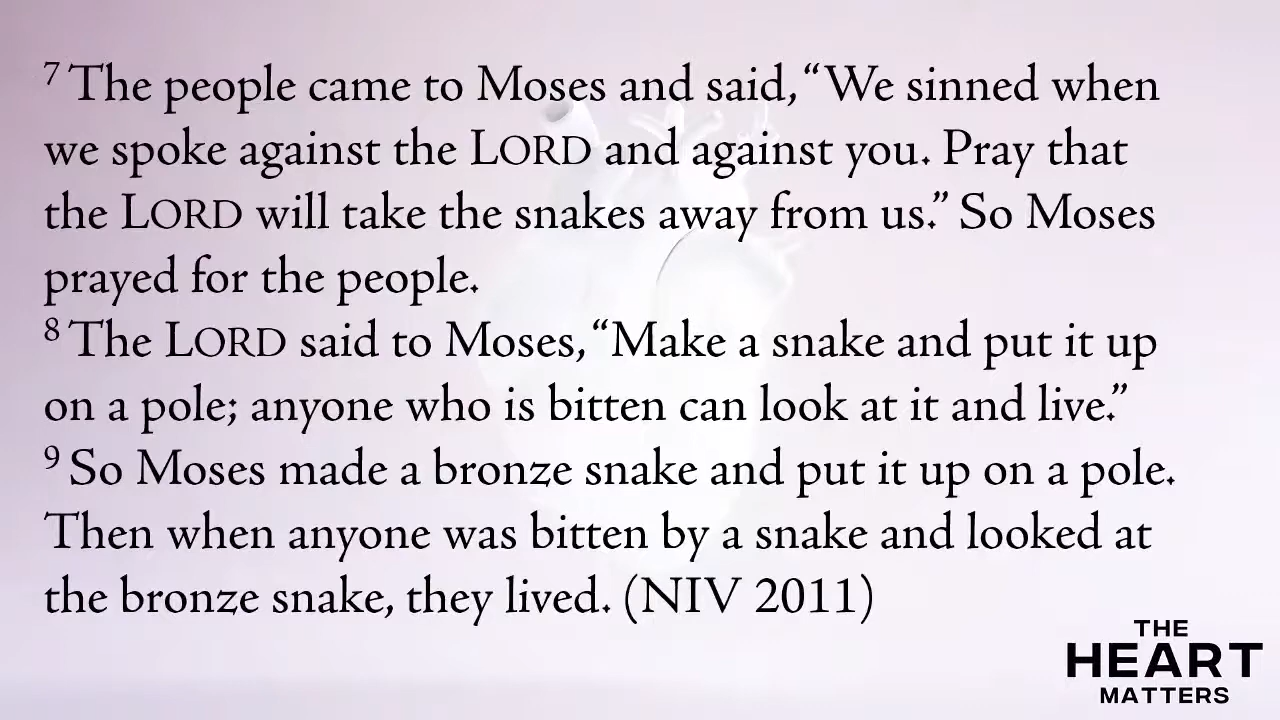 7 The people came to Moses and said, “We sinned when
we spoke against the LORD and against you. Pray that
the LORD will take the snakes away from us.” So Moses
prayed for the people.
8 The LORD said to Moses, “Make a snake and put it up
on a pole; anyone who is bitten can look at it and live.”
9 So Moses made a bronze snake and put it up on a pole.
Then when anyone was bitten by a snake and looked at
the bronze snake, they lived. (NIV 2011)
THE
HEART
MATTERS